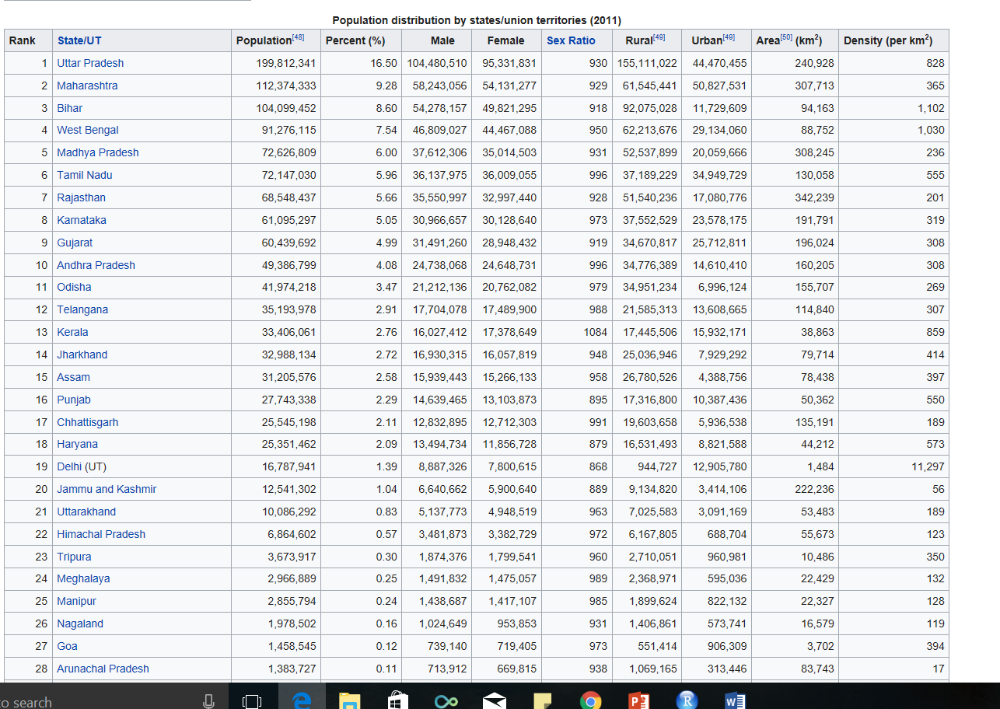 Population distribution by states/union territories (2011)
Rank State/UT Population[48] Percent (%) Male Female Sex Ratio Rural[49] Urban[49] Area[50] (km²) Density (per km²)
1 Uttar Pradesh 199,812,341 16.50 104,480,510 95,331,831 930 155,111,022 44,470,455 240,928 828
2 Maharashtra 112,374,333 9.28 58,243,056 54,131,277 929 61,545,441 50,827,531 307,713 365
3 Bihar 104,099,452 8.60 54,278,157 49,821,295 918 92,075,028 11,729,609 94,163 1,102
4 West Bengal 91,276,115 7.54 46,809,027 44,467,088 950 62,213,676 29,134,060 88,752 1,030
5 Madhya Pradesh 72,626,809 6.00 37,612,306 35,014,503 931 52,537,899 20,059,666 308,245 236
6 Tamil Nadu 72,147,030 5.96 36,137,975 36,009,055 996 37,189,229 34,949,729 130,058 555
7 Rajasthan 68,548,437 5.66 35,550,997 32,997,440 928 51,540,236 17,080,776 342,239 201
8 Karnataka 61,095,297 5.05 30,966,657 30,128,640 973 37,552,529 23,578,175 191,791 319
9 Gujarat 60,439,692 4.99 31,491,260 28,948,432 919 34,670,817 25,712,811 196,024 308
10 Andhra Pradesh 49,386,799 4.08 24,738,068 24,648,731 996 34,776,389 14,610,410 160,205 308
11 Odisha 41,974,218 3.47 21,212,136 20,762,082 979 34,951,234 6,996,124 155,707 269
12 Telangana 35,193,978 2.91 17,704,078 17,489,900 988 21,585,313 13,608,665 114,840 307
13 Kerala 33,406,061 2.76 16,027,412 17,378,649 1084 17,445,506 15,932,171 38,863 859
14 Jharkhand 32,988,134 2.72 16,930,315 16,057,819 948 25,036,946 7,929,292 79,714 414
15 Assam 31,205,576 2.58 15,939,443 15,266,133 958 26,780,526 4,388,756 78,438 397
16 Punjab 27,743,338 2.29 14,639,465 13,103,873 895 17,316,800 10,387,436 50,362 550
17 Chhattisgarh 25,545,198 2.11 12,832,895 12,712,303 991 19,603,658 5,936,538 135,191 189
18 Haryana 25,351,462 2.09 13,494,734 11,856,728 879 16,531,493 8,821,588 44,212 573
19 Delhi (UT) 16,787,941 1.39 8,887,326 7,800,615 868 944,727 12,905,780 1,484 11,297
20 Jammu and Kashmir 12,541,302 1.04 6,640,662 5,900,640 889 9,134,820 3,414,106 222,236 56
21 Uttarakhand 10,086,292 0.83 5,137,773 4,948,519 963 7,025,583 3,091,169 53,483 189
22 Himachal Pradesh 6,864,602 0.57 3,481,873 3,382,729 972 6,167,805 688,704 55,673 123
23 Tripura 3,673,917 0.30 1,874,376 1,799,541 960 2,710,051 960,981 10,486 350
24 Meghalaya 2,966,889 0.25 1,491,832 1,475,057 989 2,368,971 595,036 22,429 132
25 Manipur 2,855,794 0.24 1,438,687 1,417,107 985 1,899,624 822,132 22,327 128
26 Nagaland 1,978,502 0.16 1,024,649 953,853 931 1,406,861 573,741 16,579 119
27 Goa 1,458,545 0.12 739,140 719,405 973 551,414 906,309 3,702 394
28 Arunachal Pradesh 1,383,727 0.11 713,912 669,815 938 1,069,165 313,446 83,743 17
to search